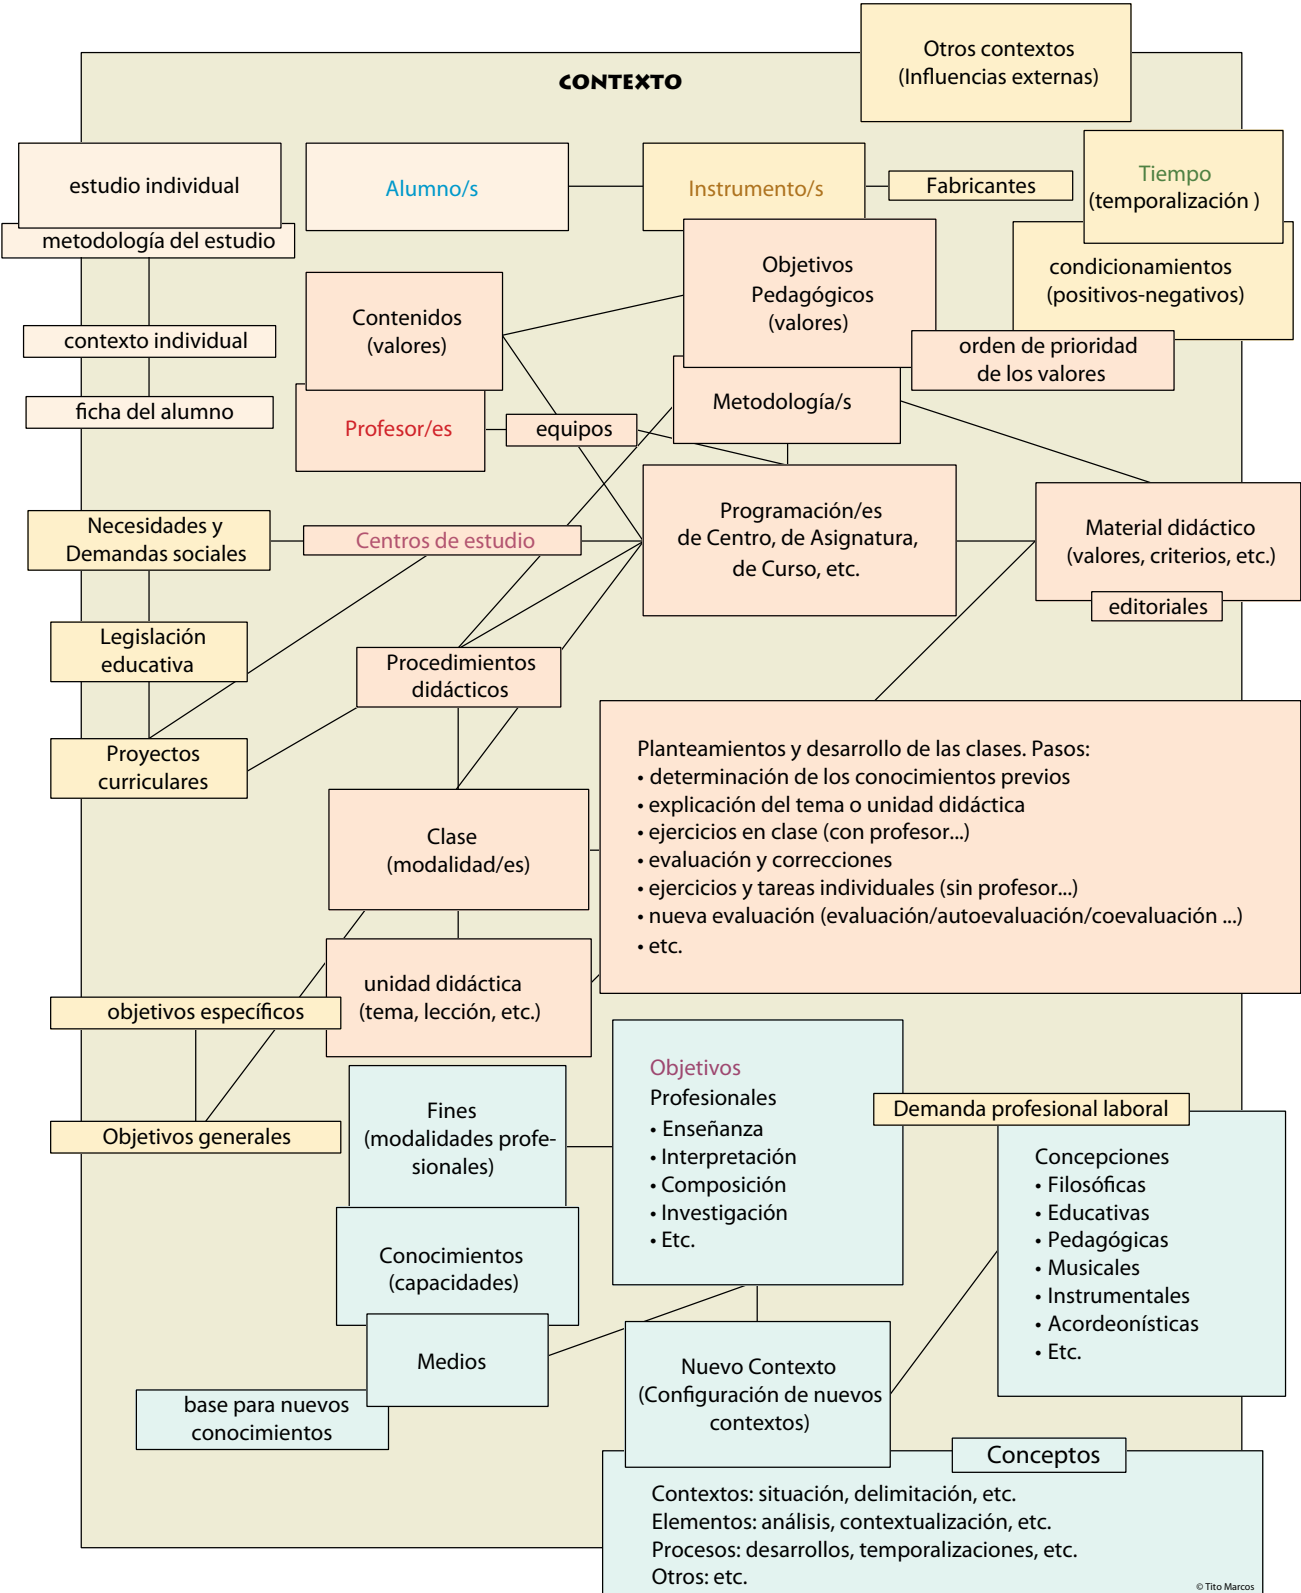 Otros contextos
(Influencias externas)
CONTEXTO
estudio individual
Alumno/s
Instrumento/s
Fabricantes
Tiempo
(temporalización )
metodología del estudio
Objetivos
Pedagógicos
(valores)
condicionamientos
(positivos-negativos)
Contenidos
(valores)
contexto individual
orden de prioridad
de los valores
ficha del alumno
Profesor/es
equipos
Metodología/s
Necesidades y
Demandas sociales
Centros de estudio
Programación/es
de Centro, de Asignatura,
de Curso, etc.
Material didáctico
(valores, criterios, etc.)
editoriales
Legislación
educativa
Procedimientos
didácticos
Proyectos
curriculares
Planteamientos y desarrollo de las clases. Pasos:
• determinación de los conocimientos previos
• explicación del tema o unidad didáctica
• ejercicios en clase (con profesor...)
• evaluación y correcciones
• ejercicios y tareas individuales (sin profesor...)
• nueva evaluación (evaluación/autoevaluación/coevaluación ...)
• etc.
Clase
(modalidad/es)
unidad didáctica
(tema, lección, etc.)
objetivos específicos
Objetivos generales
Fines
(modalidades profe-
sionales)
Objetivos
Profesionales
• Enseñanza
• Interpretación
• Composición
• Investigación
• Etc.
Demanda profesional laboral
Concepciones
• Filosóficas
• Educativas
• Pedagógicas
• Musicales
• Instrumentales
• Acordeonísticas
• Etc.
Conocimientos
(capacidades)
Medios
base para nuevos
conocimientos
Nuevo Contexto
(Configuración de nuevos
contextos)
Conceptos
Contextos: situación, delimitación, etc.
Elementos: análisis, contextualización, etc.
Procesos: desarrollos, temporalizaciones, etc.
Otros: etc.
© Tito Marcos